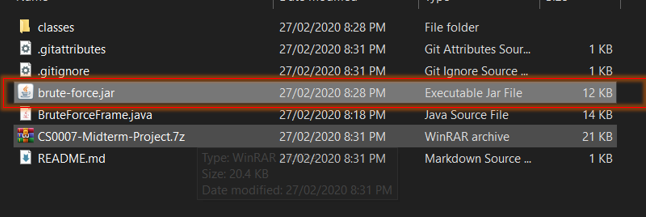 Name Date modified Type Size
classes 27/02/2020 8:28 PM File folder
.gitattributes 27/02/2020 8:31 PM Git Attributes Sour... 1 KB
.gitignore 27/02/2020 8:31 PM Git Ignore Source ... 1 KB
brute-force.jar 27/02/2020 8:28 PM Executable Jar File 12 KB
BruteForceFrame.java 27/02/2020 8:18 PM Java Source File 14 KB
CS0007-Midterm-Project.7z 27/02/2020 8:31 PM WinRAR archive 21 KB
README.md 27/02/2020 8:31 PM Markdown Source ... 1 KB
Type: WinRAR
Size: 20.4 KB
Date modified: 27/02/2020 8:31 PM